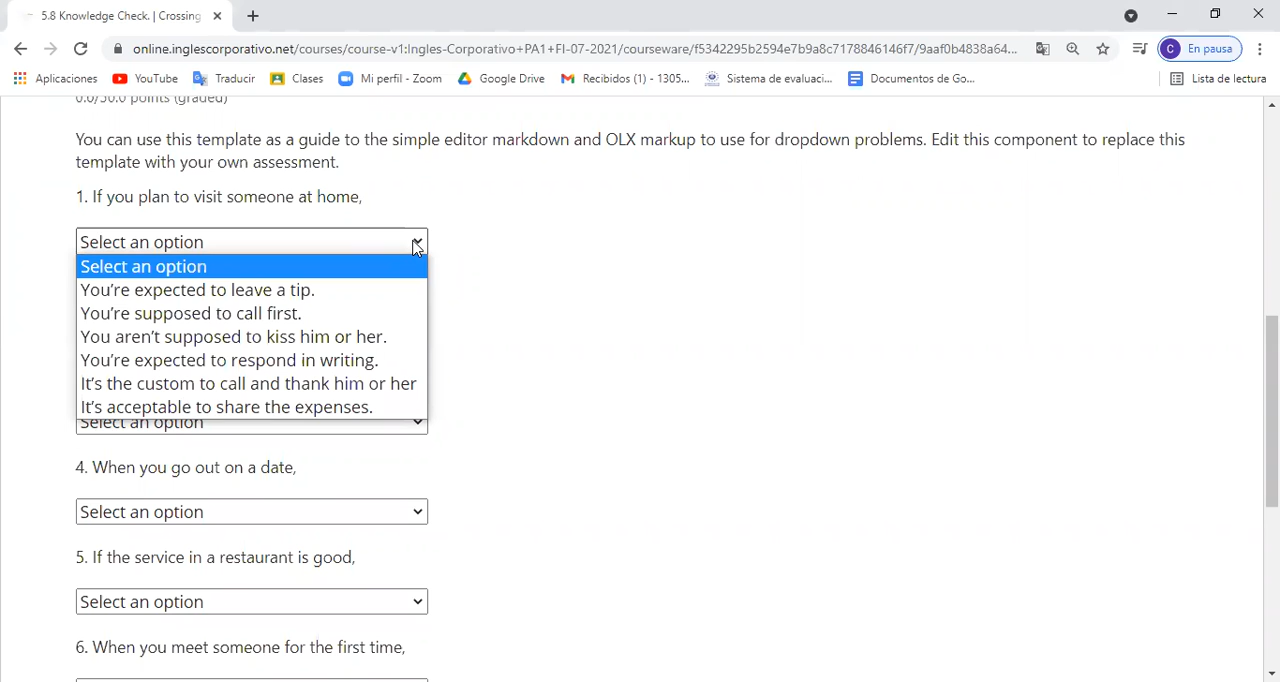 5.8 Knowledge Check. | Crossing
online.inglescorporativo.net/courses/course-v1:Ingles-Corporativo+PA1+FI-07-2021/courseware/f5342295b2594e7b9a8c7178846146f7/9aaf0b4838a64...
C En pausa
Aplicaciones YouTube Traducir Clases Mi perfil - Zoom Google Drive Recibidos (1) - 1305... Sistema de evaluaci... Documentos de Go... Lista de lectura
0.0/50.0 points (graded)
You can use this template as a guide to the simple editor markdown and OLX markup to use for dropdown problems. Edit this component to replace this
template with your own assessment.
1. If you plan to visit someone at home,
Select an option
Select an option
You’re expected to leave a tip.
You’re supposed to call first.
You aren’t supposed to kiss him or her.
You’re expected to respond in writing.
It’s the custom to call and thank him or her
It’s acceptable to share the expenses.
Select an option
4. When you go out on a date,
Select an option
5. If the service in a restaurant is good,
Select an option
6. When you meet someone for the first time,